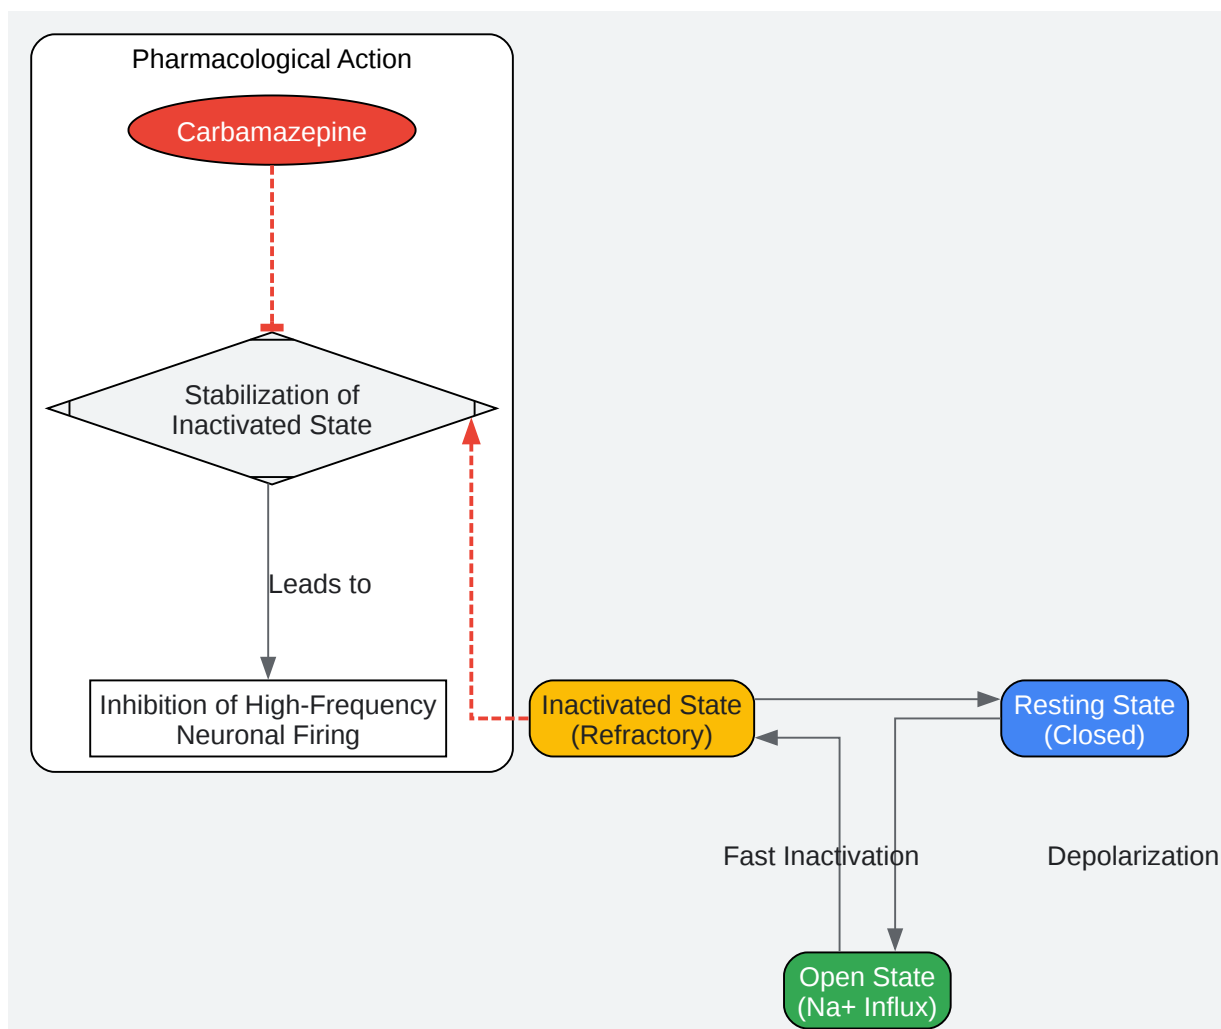 Pharmacological Action
Carbamazepine
Stabilization of
Inactivated State
Leads to
Inhibition of High-Frequency
Neuronal Firing
Inactivated State
(Refractory)
Resting State
(Closed)
Fast Inactivation
Depolarization
Open State
(Na+ Influx)